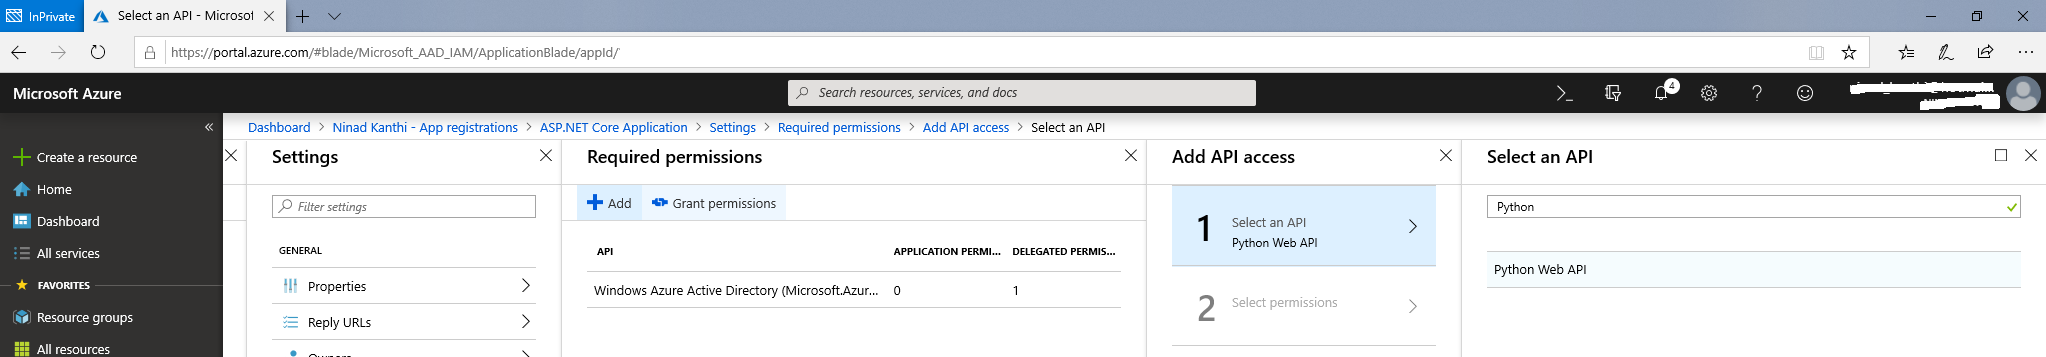 InPrivate
Select an API - Microsof
https://portal.azure.com/#blade/Microsoft_AAD_IAM/ApplicationBlade/appId/
Microsoft Azure
Search resources, services, and docs
4
Dashboard > Ninad Kanthi - App registrations > ASP.NET Core Application > Settings > Required permissions > Add API access > Select an API
Create a resource
Home
Dashboard
All services
FAVORITES
Resource groups
All resources
Settings
Filter settings
GENERAL
Properties
Reply URLs
Owners
Required permissions
Add
Grant permissions
API APPLICATION PERMI... DELEGATED PERMIS...
Windows Azure Active Directory (Microsoft.Azur... 0 1
Add API access
1 Select an API
Python Web API
2 Select permissions
Select an API
Python
Python Web API